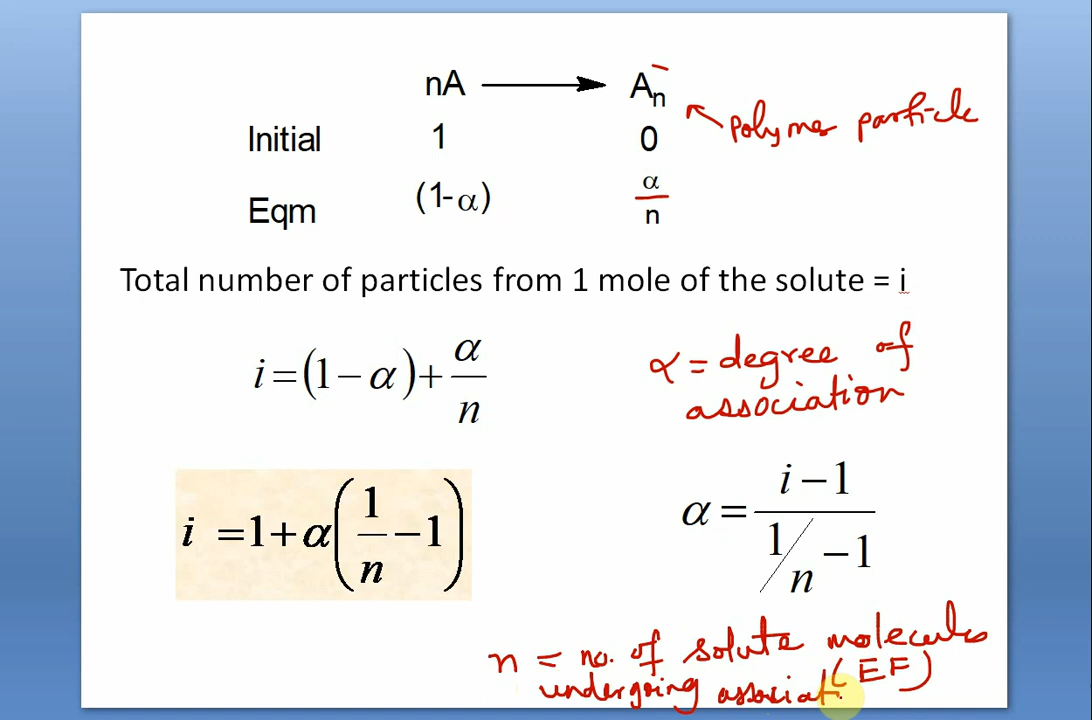 nA ⟶ Aₙ
polymer particle
Initial 1 0
Eqm (1-α) α/n
Total number of particles from 1 mole of the solute = i
i=(1−α)+α/n
α = degree of association
i =1+α(1/n−1)
α = (i−1)/(1/n −1)
n = no. of solute molecules
undergoing associat (EF)